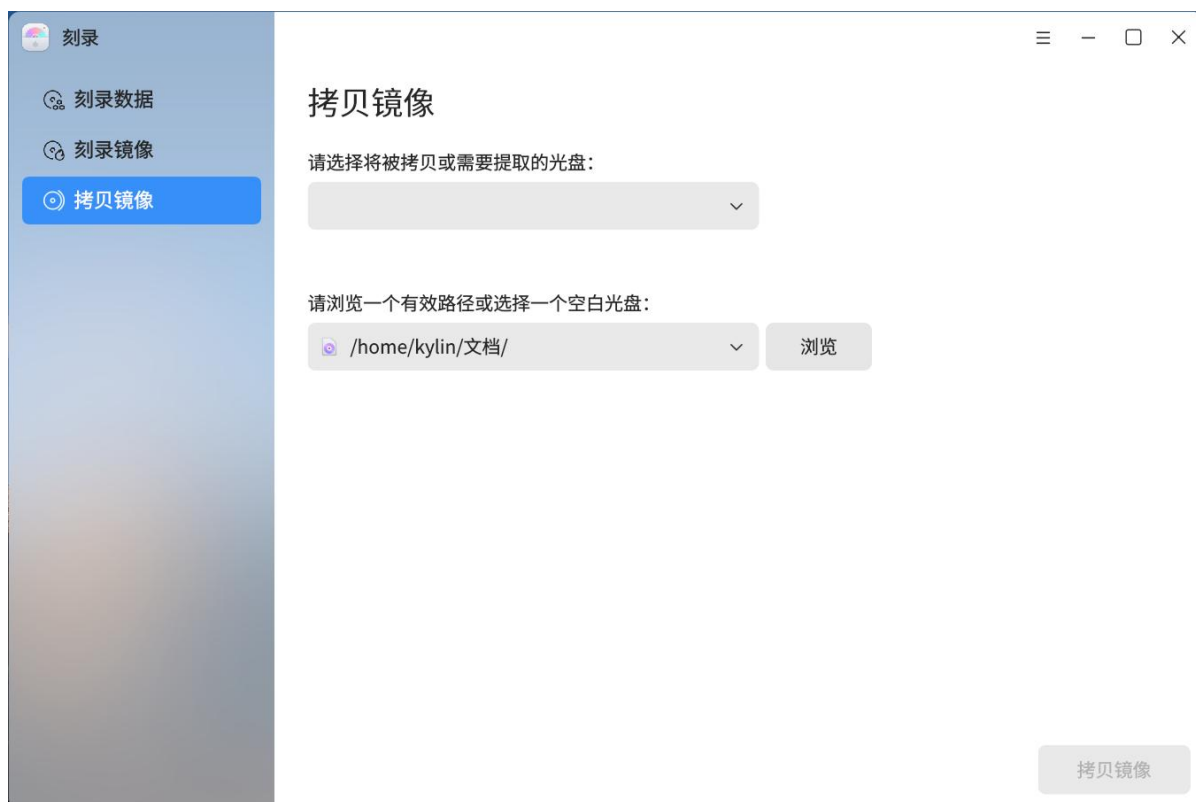 刻录
刻录数据
刻录镜像
拷贝镜像
拷贝镜像
请选择将被拷贝或需要提取的光盘：
请浏览一个有效路径或选择一个空白光盘：
/home/kylin/文档/
浏览
拷贝镜像